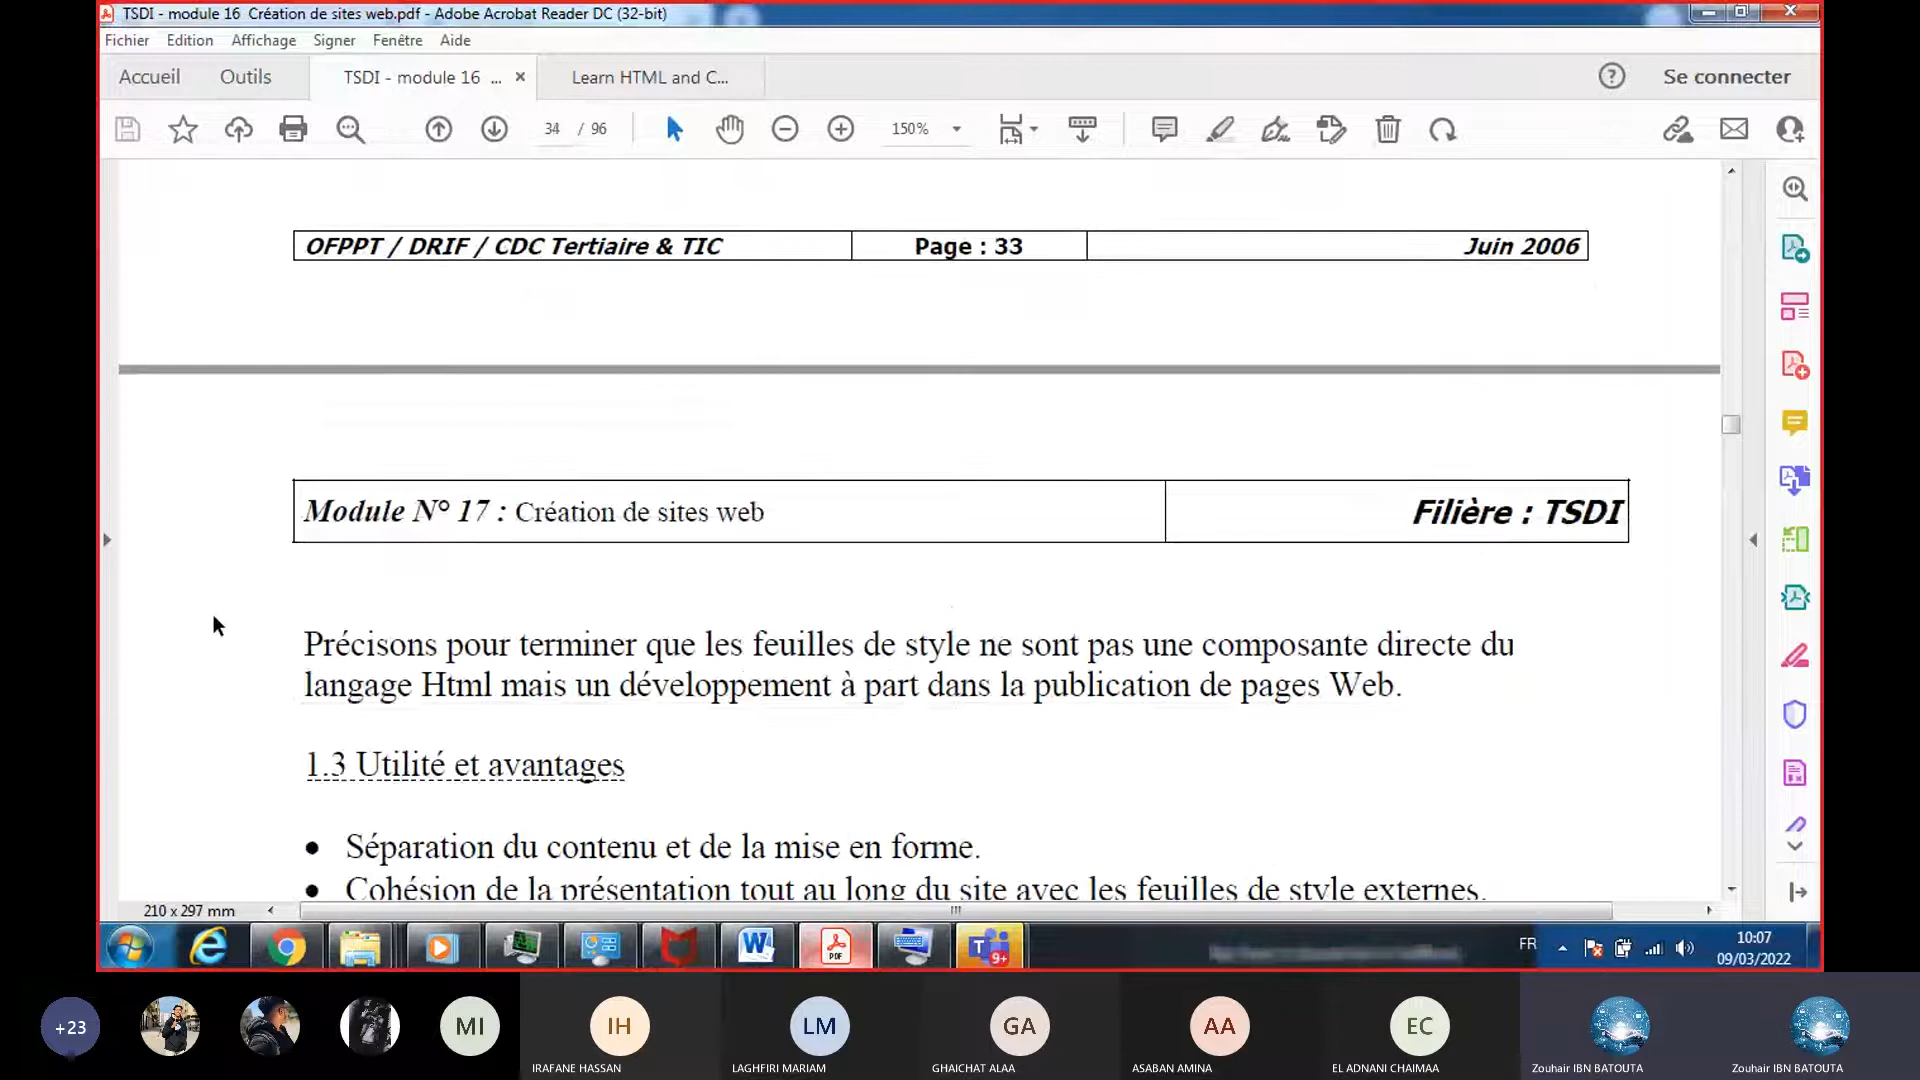 TSDI - module 16 Création de sites web.pdf - Adobe Acrobat Reader DC (32-bit)
Fichier Edition Affichage Signer Fenêtre Aide
Accueil Outils TSDI - module 16 ... × Learn HTML and C... ? Se connecter
34 / 96 150%
OFPPT / DRIF / CDC Tertiaire & TIC Page : 33 Juin 2006
Module N° 17 : Création de sites web Filière : TSDI
Précisons pour terminer que les feuilles de style ne sont pas une composante directe du
langage Html mais un développement à part dans la publication de pages Web.
1.3 Utilité et avantages
• Séparation du contenu et de la mise en forme.
• Cohésion de la présentation tout au long du site avec les feuilles de style externes.
210 x 297 mm
PDF
9+
FR
10:07
09/03/2022
+23 MI IH LM GA AA EC
IRAFANE HASSAN LAGHFIRI MARIAM GHAICHAT ALAA ASABAN AMINA EL ADNANI CHAIMAA Zouhair IBN BATOUTA Zouhair IBN BATOUTA